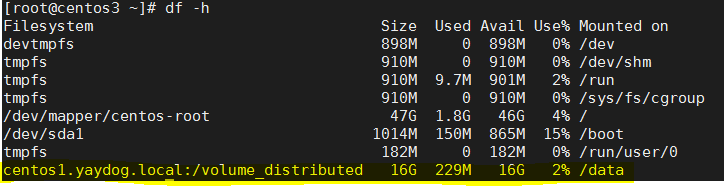 [root@centos3 ~]# df -h
Filesystem Size Used Avail Use% Mounted on
devtmpfs 898M 0 898M 0% /dev
tmpfs 910M 0 910M 0% /dev/shm
tmpfs 910M 9.7M 901M 2% /run
tmpfs 910M 0 910M 0% /sys/fs/cgroup
/dev/mapper/centos-root 47G 1.8G 46G 4% /
/dev/sda1 1014M 150M 865M 15% /boot
tmpfs 182M 0 182M 0% /run/user/0
centos1.yaydog.local:/volume_distributed 16G 229M 16G 2% /data